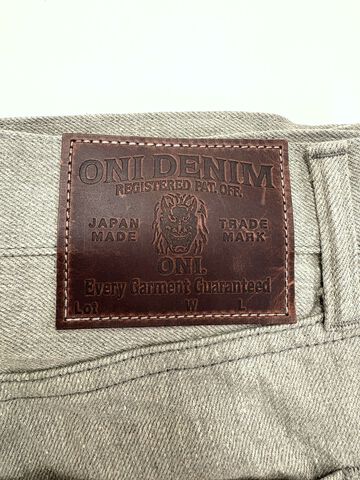 ONI DENIM
REGISTERED PAT. OFF.
JAPAN TRADE
MADE MARK
ONI.
Every Garment Guaranteed
Lot W L